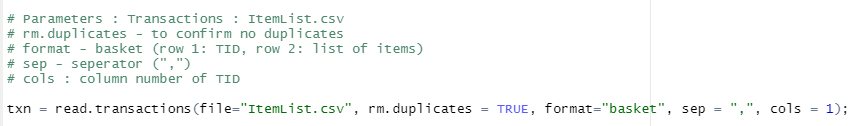 # Parameters : Transactions : ItemList.csv
# rm.duplicates - to confirm no duplicates
# format - basket (row 1: TID, row 2: list of items)
# sep - seperator (",")
# cols : column number of TID
txn = read.transactions(file="ItemList.csv", rm.duplicates = TRUE, format="basket", sep = ",", cols = 1);